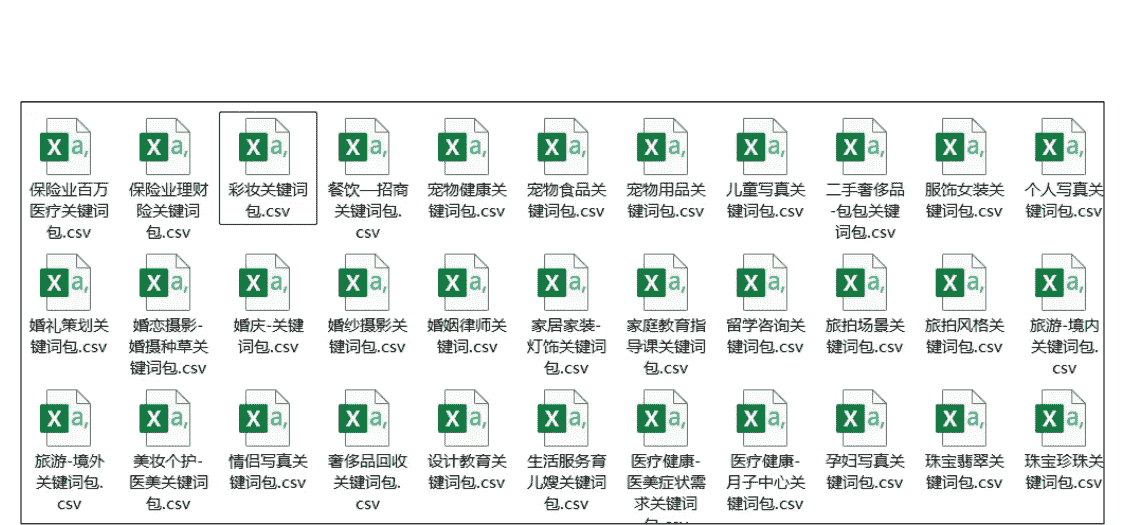 保险业百万医疗关键词包.csv
保险业理财险关键词包.csv
彩妆关键词包.csv
餐饮—招商关键词包.csv
宠物健康关键词包.csv
宠物食品关键词包.csv
宠物用品关键词包.csv
儿童写真关键词包.csv
二手奢侈品-包包关键词包.csv
服饰女装关键词包.csv
个人写真关键词包.csv
婚礼策划关键词包.csv
婚恋摄影-婚摄种草关键词包.csv
婚庆-关键词包.csv
婚纱摄影关键词包.csv
婚姻律师关键词.csv
家居家装-灯饰关键词包.csv
家庭教育指导课关键词包.csv
留学咨询关键词包.csv
旅拍场景关键词包.csv
旅拍风格关键词包.csv
旅游-境内关键词包.csv
旅游-境外关键词包.csv
美妆个护-医美关键词包.csv
情侣写真关键词包.csv
奢侈品回收关键词包.csv
设计教育关键词包.csv
生活服务育儿嫂关键词包.csv
医疗健康-医美症状需求关键词包.csv
医疗健康-月子中心关键词包.csv
孕妇写真关键词包.csv
珠宝翡翠关键词包.csv
珠宝珍珠关键词包.csv